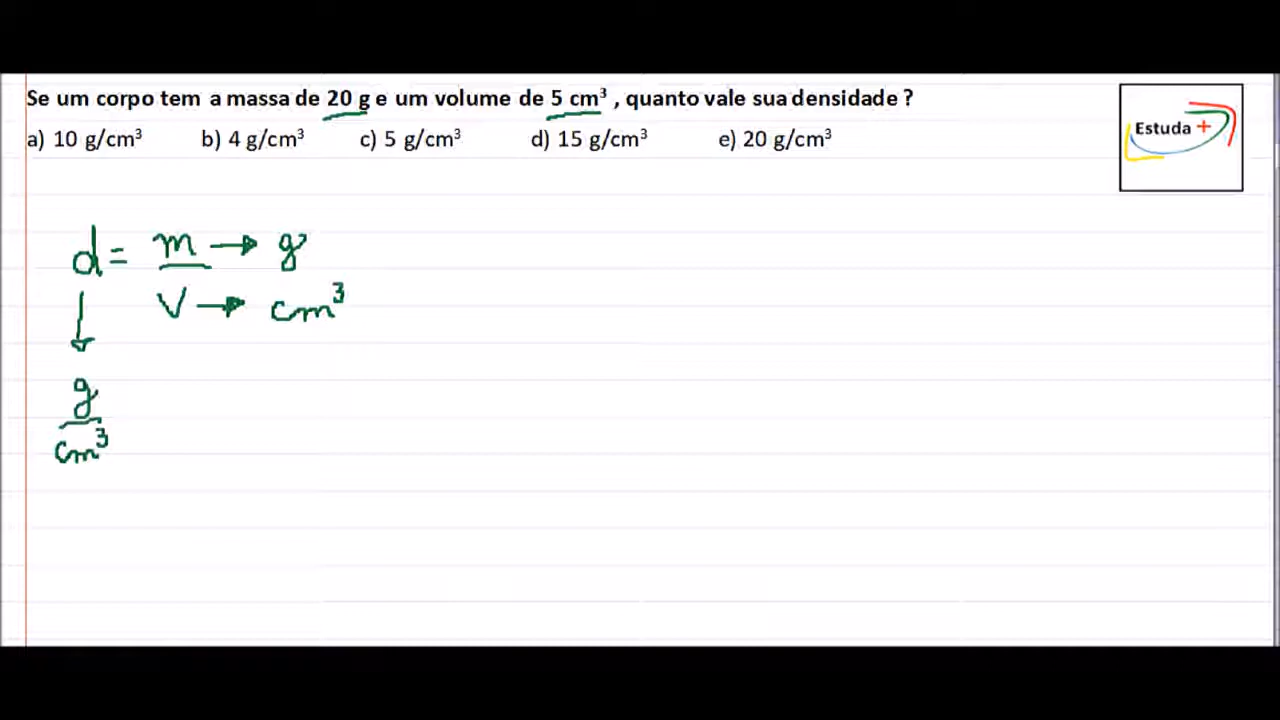 Se um corpo tem a massa de 20 g e um volume de 5 cm³ , quanto vale sua densidade ?
a) 10 g/cm³ b) 4 g/cm³ c) 5 g/cm³ d) 15 g/cm³ e) 20 g/cm³
Estuda +
d = m → g
V → cm³
↓
g
cm³